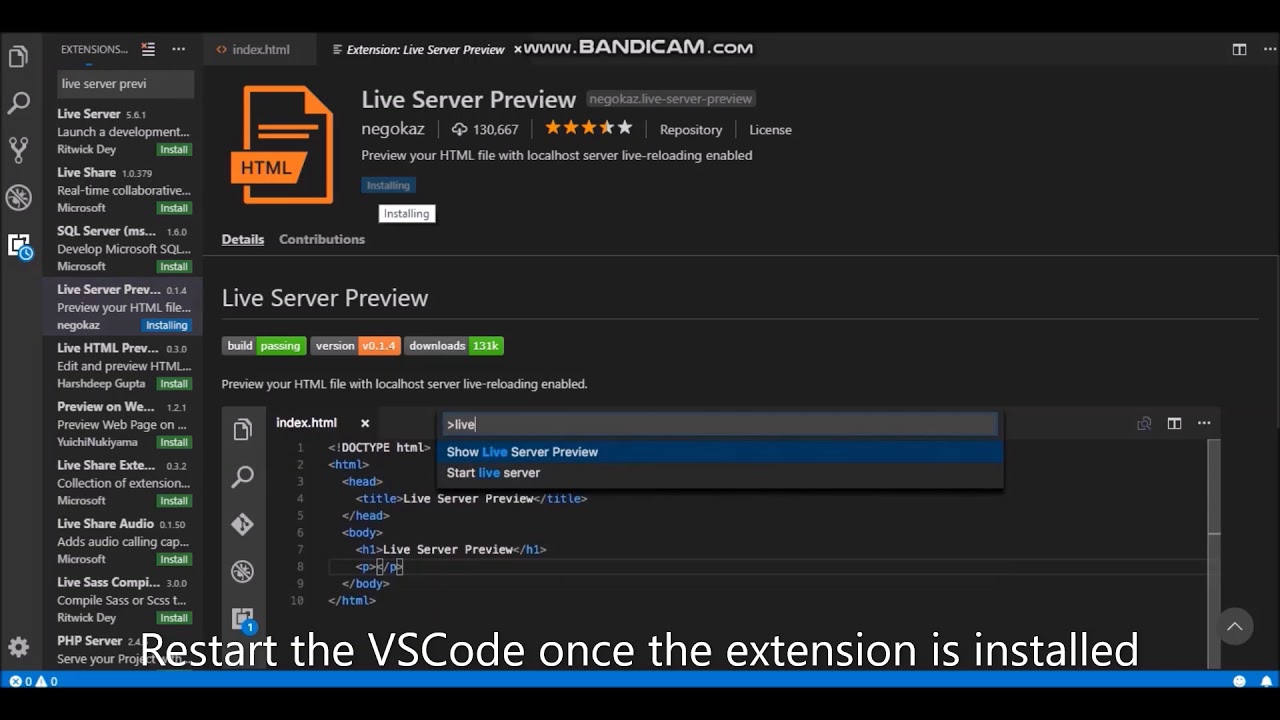 EXTENSIONS...
index.html
Extension: Live Server Preview
www.BANDICAM.com
live server previ
Live Server 5.6.1
Launch a development...
Ritwick Dey Install
Live Share 1.0.379
Real-time collaborative...
Microsoft Install
SQL Server (ms... 1.6.0
Develop Microsoft SQL...
Microsoft Install
Live Server Prev... 0.1.4
Preview your HTML file...
negokaz Installing
Live HTML Prev... 0.3.0
Edit and preview HTML...
Harshdeep Gupta Install
Preview on We... 1.2.1
Preview Web Page on ...
YuichiNukiyama Install
Live Share Exte... 0.3.2
Collection of extension...
Microsoft Install
Live Share Audio 0.1.50
Adds audio calling cap...
Microsoft Install
Live Sass Compi... 3.0.0
Compile Sass or Scss t...
Ritwick Dey Install
PHP Server 2.4
Serve your Project with
HTML
Live Server Preview negokaz.live-server-preview
negokaz 130,667 Repository License
Preview your HTML file with localhost server live-reloading enabled
Installing
Installing
Details Contributions
Live Server Preview
build passing version v0.1.4 downloads 131k
Preview your HTML file with localhost server live-reloading enabled.
index.html
>live
Show Live Server Preview
Start live server
1 <!DOCTYPE html>
2 <html>
3 <head>
4 <title>Live Server Preview</title>
5 </head>
6 <body>
7 <h1>Live Server Preview</h1>
8 <p></p>
9 </body>
10 </html>
1
Restart the VSCode once the extension is installed
0 0